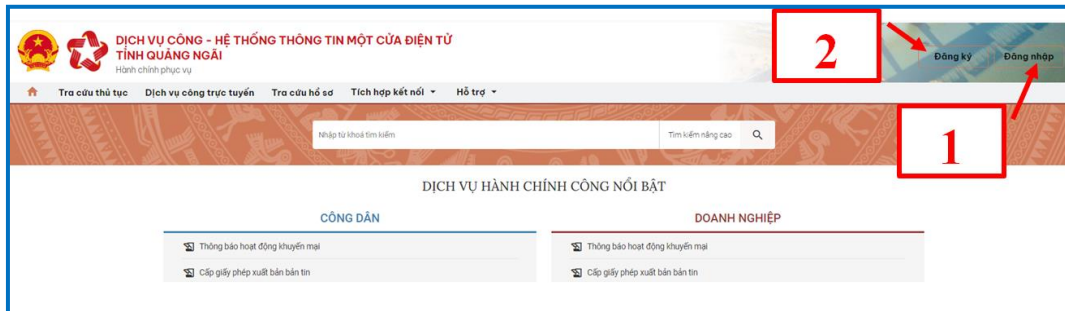 DỊCH VỤ CÔNG - HỆ THỐNG THÔNG TIN MỘT CỬA ĐIỆN TỬ
TỈNH QUẢNG NGÃI
Hành chính phục vụ
2
Đăng ký Đăng nhập
Tra cứu thủ tục Dịch vụ công trực tuyến Tra cứu hồ sơ Tích hợp kết nối Hỗ trợ
Nhập từ khoá tìm kiếm Tìm kiếm nâng cao
1
DỊCH VỤ HÀNH CHÍNH CÔNG NỔI BẬT
CÔNG DÂN DOANH NGHIỆP
Thông báo hoạt động khuyến mại Thông báo hoạt động khuyến mại
Cấp giấy phép xuất bản bản tin Cấp giấy phép xuất bản bản tin